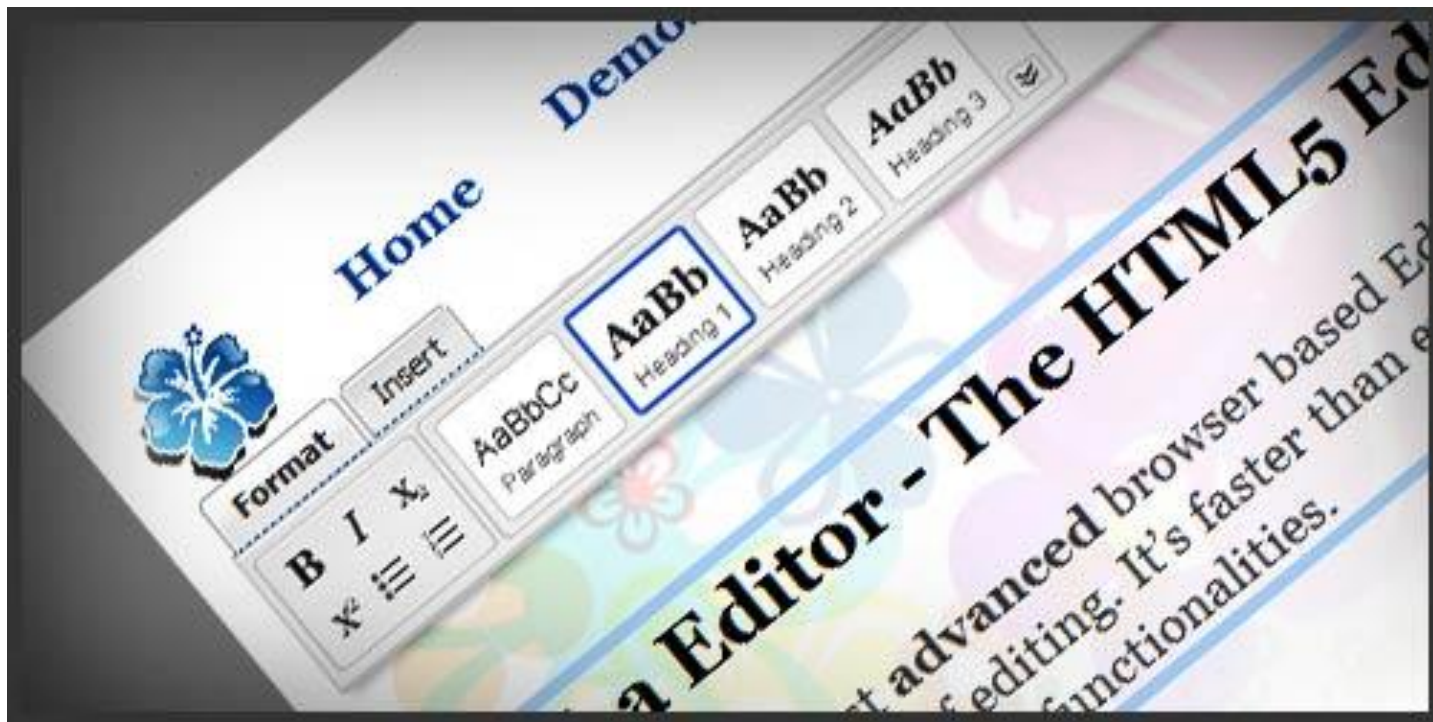 Home Demo
Format Insert
B I X₂
X²
AaBbCc
Paragraph
AaBb
Heading 1
AaBb
Heading 2
AaBb
Heading 3
a Editor - The HTML5 Ed
st advanced browser based Ed
f editing. It's faster than e
functionalities.